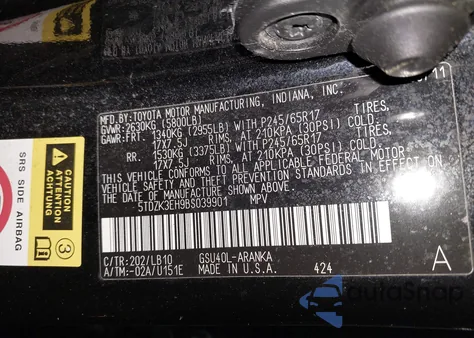 7/11
MFD.BY:TOYOTA MOTOR MANUFACTURING, INDIANA, INC.
GVWR:2630KG (5800LB)
GAWR:FRT. 1340KG (2955LB)WITH P245/65R17 TIRES,
17X7.5J RIMS, AT 210KPA (30PSI) COLD.
RR. 1530KG (3375LB)WITH P245/65R17 TIRES,
17X7.5J RIMS, AT 210KPA (30PSI) COLD.
THIS VEHICLE CONFORMS TO ALL APPLICABLE FEDERAL MOTOR
VEHICLE SAFETY AND THEFT PREVENTION STANDARDS IN EFFECT ON
THE DATE OF MANUFACTURE SHOWN ABOVE.
5TDZK3EH9BS039901 MPV
C/TR:202/LB10 GSU40L-ARANKA
A/TM:-02A/U151E MADE IN U.S.A. 424 A
SRS SIDE AIRBAG
CAUTION
ATTENTION
3
autoSnap